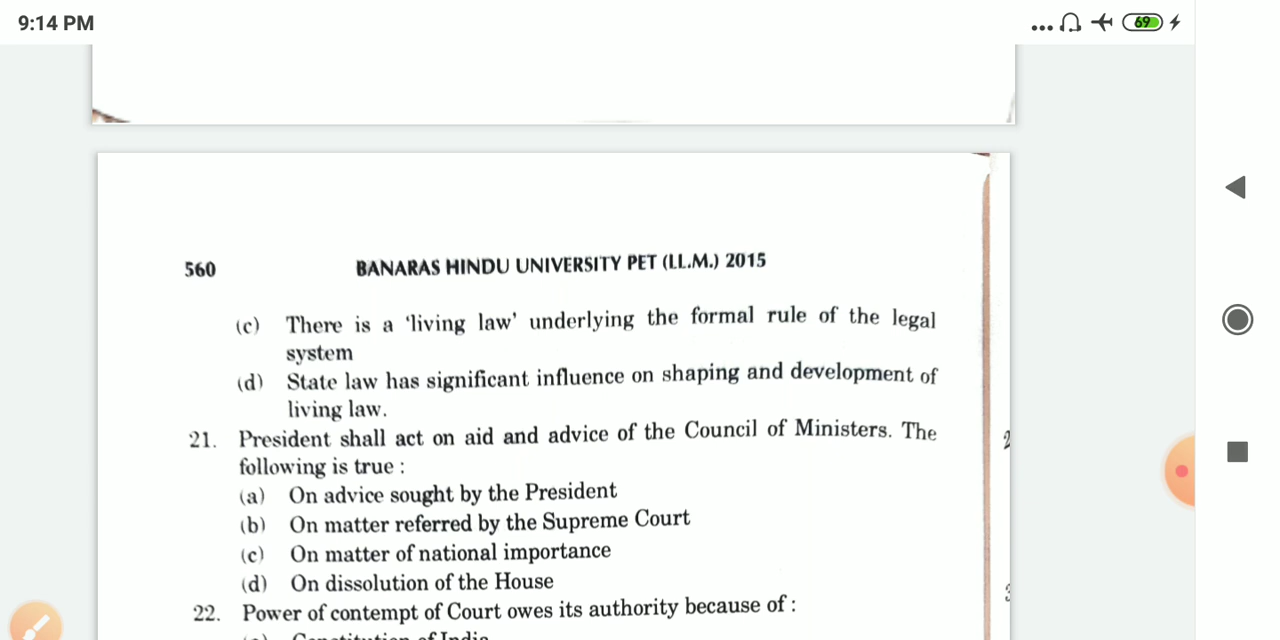 9:14 PM
69
560
BANARAS HINDU UNIVERSITY PET (LL.M.) 2015
(c) There is a ‘living law’ underlying the formal rule of the legal
system
(d) State law has significant influence on shaping and development of
living law.
21. President shall act on aid and advice of the Council of Ministers. The
following is true :
(a) On advice sought by the President
(b) On matter referred by the Supreme Court
(c) On matter of national importance
(d) On dissolution of the House
22. Power of contempt of Court owes its authority because of :
(a) Constitution of India